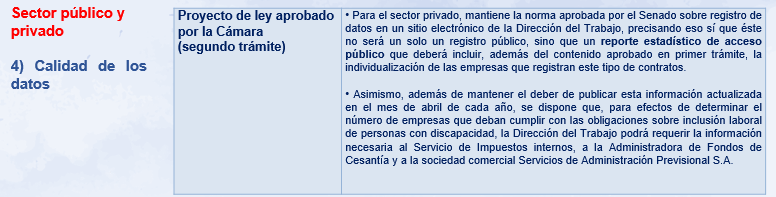 Sector público y
privado
4) Calidad de los
datos
Proyecto de ley aprobado
por la Cámara
(segundo trámite)
• Para el sector privado, mantiene la norma aprobada por el Senado sobre registro de
datos en un sitio electrónico de la Dirección del Trabajo, precisando eso sí que éste
no será un solo un registro público, sino que un reporte estadístico de acceso
público que deberá incluir, además del contenido aprobado en primer trámite, la
individualización de las empresas que registran este tipo de contratos.
• Asimismo, además de mantener el deber de publicar esta información actualizada
en el mes de abril de cada año, se dispone que, para efectos de determinar el
número de empresas que deban cumplir con las obligaciones sobre inclusión laboral
de personas con discapacidad, la Dirección del Trabajo podrá requerir la información
necesaria al Servicio de Impuestos internos, a la Administradora de Fondos de
Cesantía y a la sociedad comercial Servicios de Administración Previsional S.A.